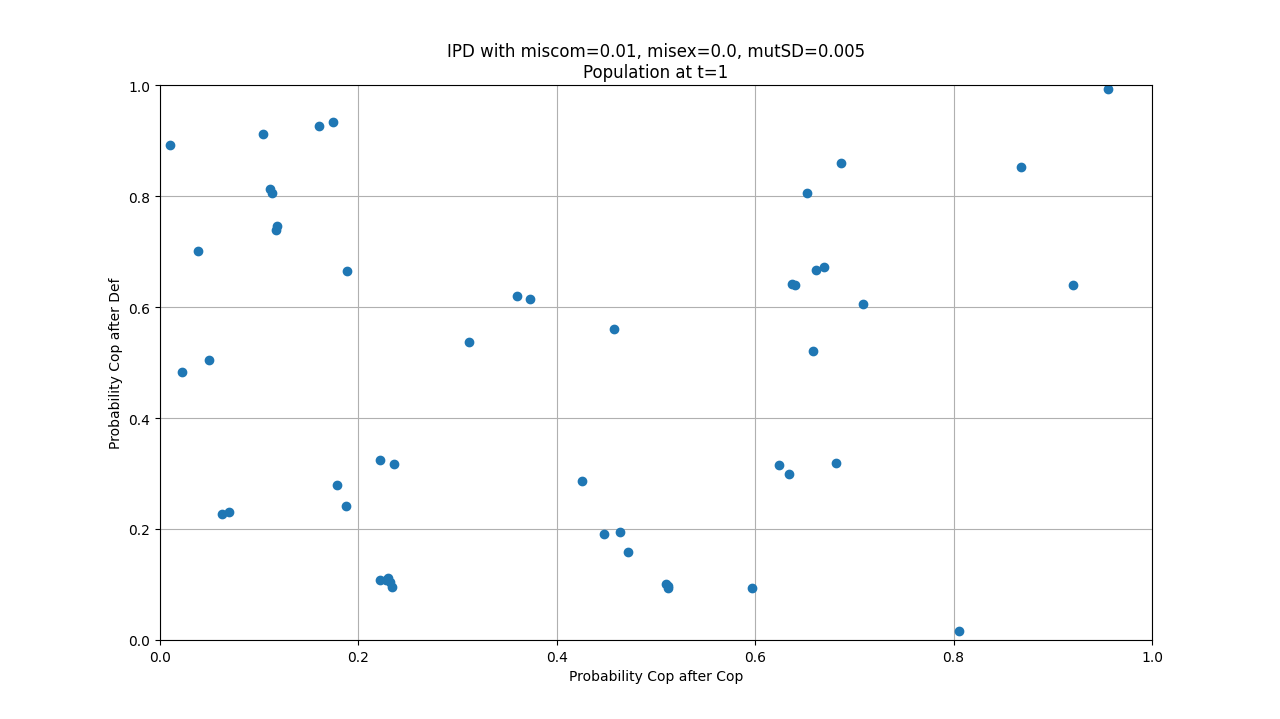 IPD with miscom=0.01, misex=0.0, mutSD=0.005
Population at t=1
1.0
0.8
0.6
0.4
0.2
0.0
Probability Cop after Def
0.0 0.2 0.4 0.6 0.8 1.0
Probability Cop after Cop